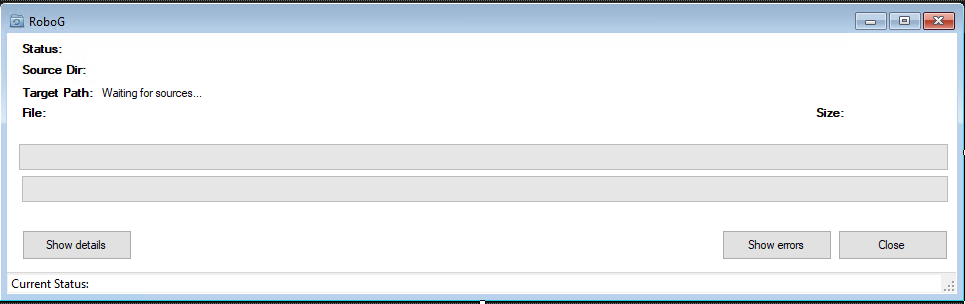 RoboG
Status:
Source Dir:
Target Path: Waiting for sources...
File: Size:
Show details Show errors Close
Current Status: